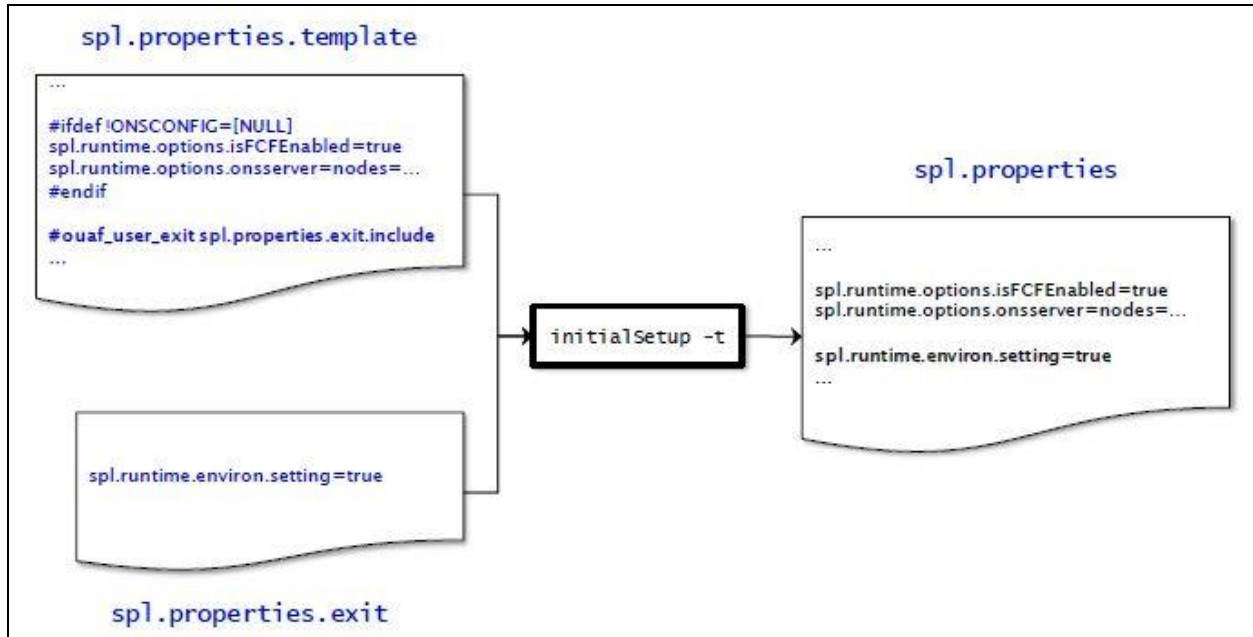 spl.properties.template
...
#ifdef !ONSCONFIG=[NULL]
spl.runtime.options.isFCFEnabled=true
spl.runtime.options.onsserver=nodes=...
#endif
#ouaf_user_exit spl.properties.exit.include
...
spl.runtime.environ.setting=true
spl.properties.exit
initialSetup -t
spl.properties
...
spl.runtime.options.isFCFEnabled=true
spl.runtime.options.onsserver=nodes=...
spl.runtime.environ.setting=true
...